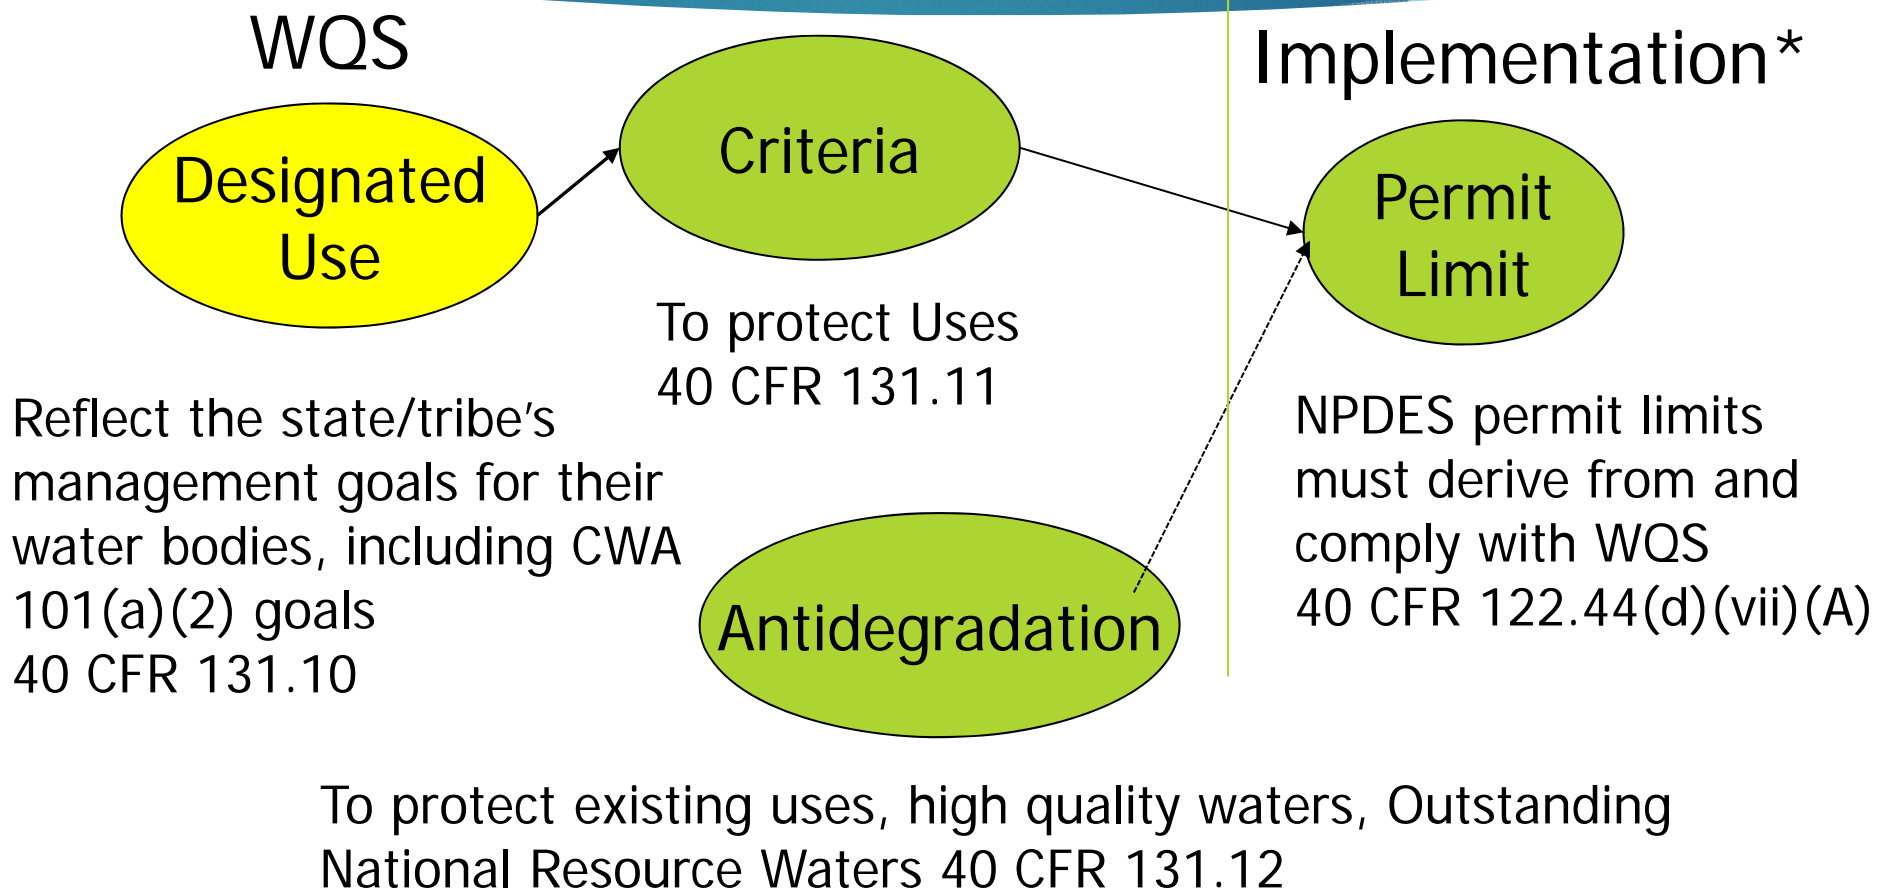 WQS
Implementation*
Designated
Use
Criteria
Permit
Limit
To protect Uses
40 CFR 131.11
Reflect the state/tribe's
management goals for their
water bodies, including CWA
101(a)(2) goals
40 CFR 131.10
NPDES permit limits
must derive from and
comply with WQS
40 CFR 122.44(d)(vii)(A)
Antidegradation
To protect existing uses, high quality waters, Outstanding
National Resource Waters 40 CFR 131.12